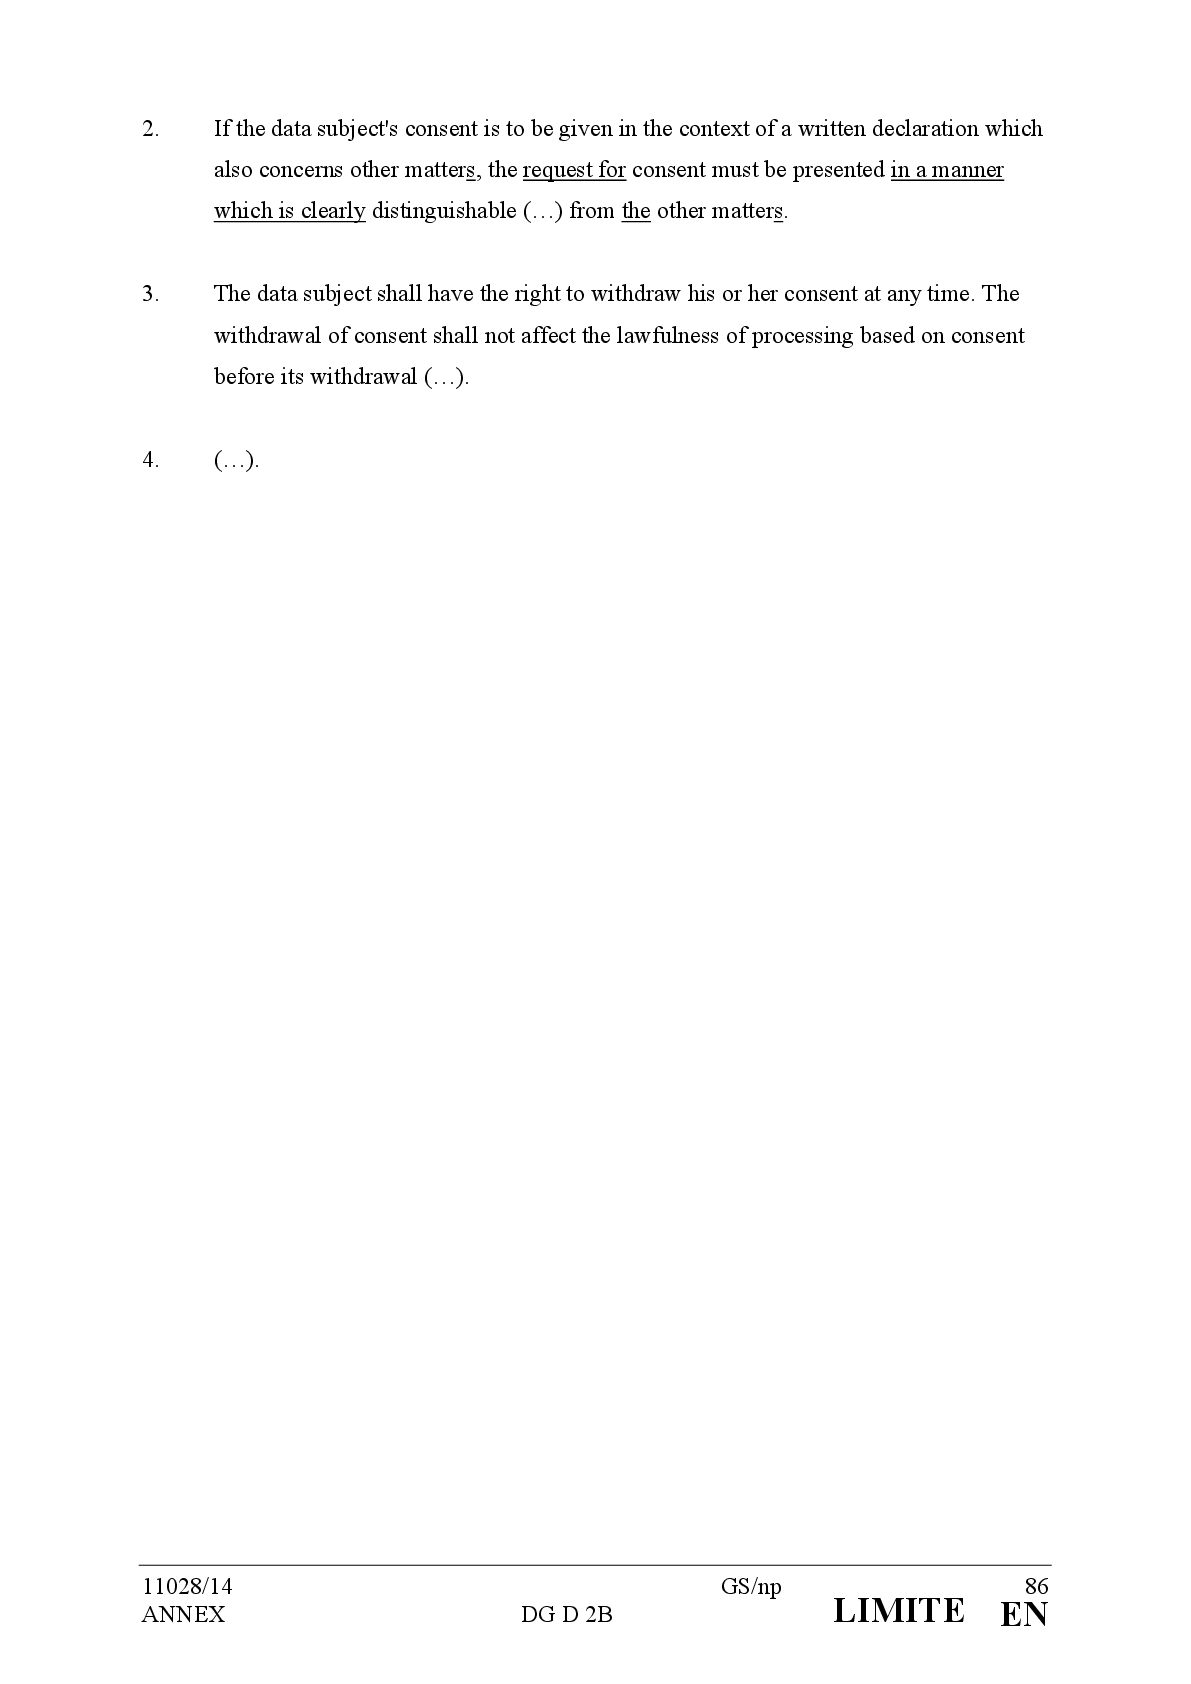 2. If the data subject's consent is to be given in the context of a written declaration which
also concerns other matters, the request for consent must be presented in a manner
which is clearly distinguishable (…) from the other matters.
3. The data subject shall have the right to withdraw his or her consent at any time. The
withdrawal of consent shall not affect the lawfulness of processing based on consent
before its withdrawal (…).
4. (…).
11028/14 GS/np 86
ANNEX DG D 2B LIMITE EN